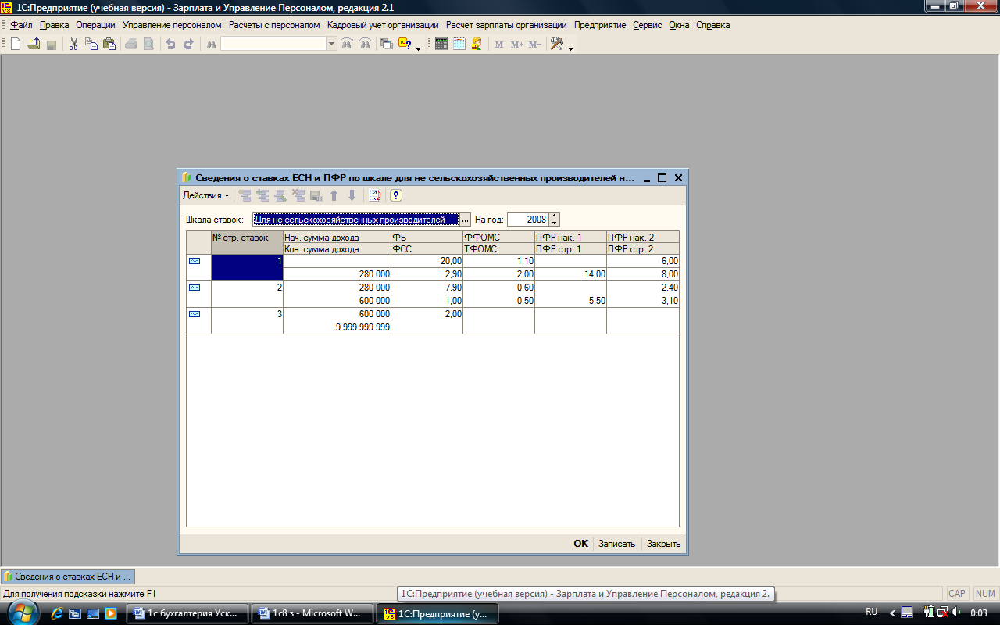 1С:Предприятие (учебная версия) - Зарплата и Управление Персоналом, редакция 2.1
Файл Правка Операции Управление персоналом Расчеты с персоналом Кадровый учет организации Расчет зарплаты организации Предприятие Сервис Окна Справка
M M+ M−
Сведения о ставках ЕСН и ПФР по шкале для не сельскохозяйственных производителей н...
Действия
Шкала ставок: Для не сельскохозяйственных производителей ... На год: 2008
№ стр. ставок Нач. сумма дохода ФБ ФФОМС ПФР нак. 1 ПФР нак. 2
Кон. сумма дохода ФСС ТФОМС ПФР стр. 1 ПФР стр. 2
1 20,00 1,10 6,00
280 000 2,90 2,00 14,00 8,00
2 280 000 7,90 0,60 2,40
600 000 1,00 0,50 5,50 3,10
3 600 000 2,00
9 999 999 999
OK Записать Закрыть
Сведения о ставках ЕСН и ...
Для получения подсказки нажмите F1
1С:Предприятие (учебная версия) - Зарплата и Управление Персоналом, редакция 2.
CAP NUM
1с бухгалтерия Уск... 1с8 з - Microsoft W... 1С:Предприятие (у... RU 0:03